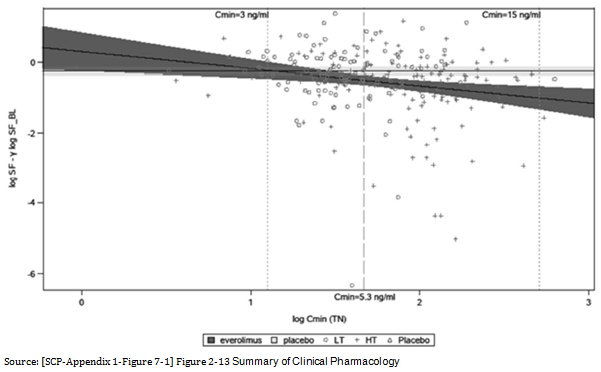 Cmin=3 ng/ml Cmin=15 ng/ml
log SF - γ log SF_BL
0
-2
-4
-6
Cmin=5.3 ng/ml
0 1 2 3
log Cmin (TN)
everolimus placebo LT HT Placebo
Source: [SCP-Appendix 1-Figure 7-1] Figure 2-13 Summary of Clinical Pharmacology